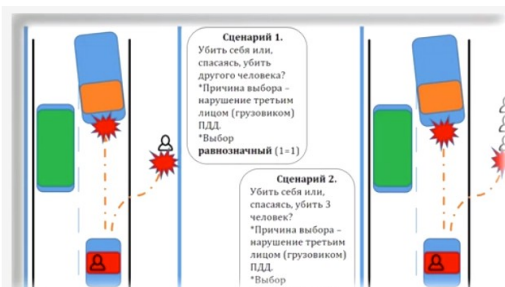 Сценарий 1.
Убить себя или,
спасаясь, убить
другого человека?
*Причина выбора –
нарушение третьим
лицом (грузовиком)
ПДД.
*Выбор
равнозначный (1=1)
Сценарий 2.
Убить себя или,
спасаясь, убить 3
человек?
*Причина выбора –
нарушение третьим
лицом (грузовиком)
ПДД.
*Выбор